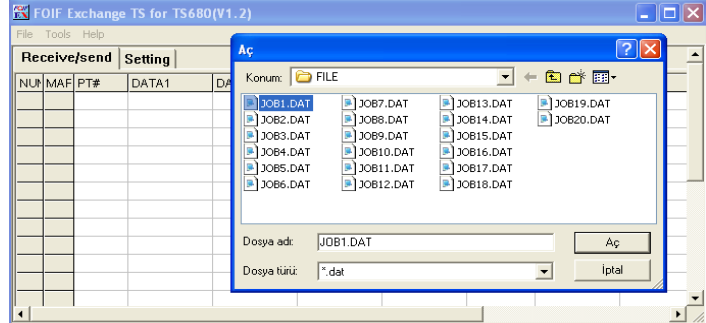 FOIF Exchange TS for TS680(V1.2)
File Tools Help
Receive/send Setting
NUM MAF PT# DATA1 DA
Aç
Konum: FILE
JOB1.DAT JOB7.DAT JOB13.DAT JOB19.DAT
JOB2.DAT JOB8.DAT JOB14.DAT JOB20.DAT
JOB3.DAT JOB9.DAT JOB15.DAT
JOB4.DAT JOB10.DAT JOB16.DAT
JOB5.DAT JOB11.DAT JOB17.DAT
JOB6.DAT JOB12.DAT JOB18.DAT
Dosya adı: JOB1.DAT Aç
Dosya türü: *.dat İptal